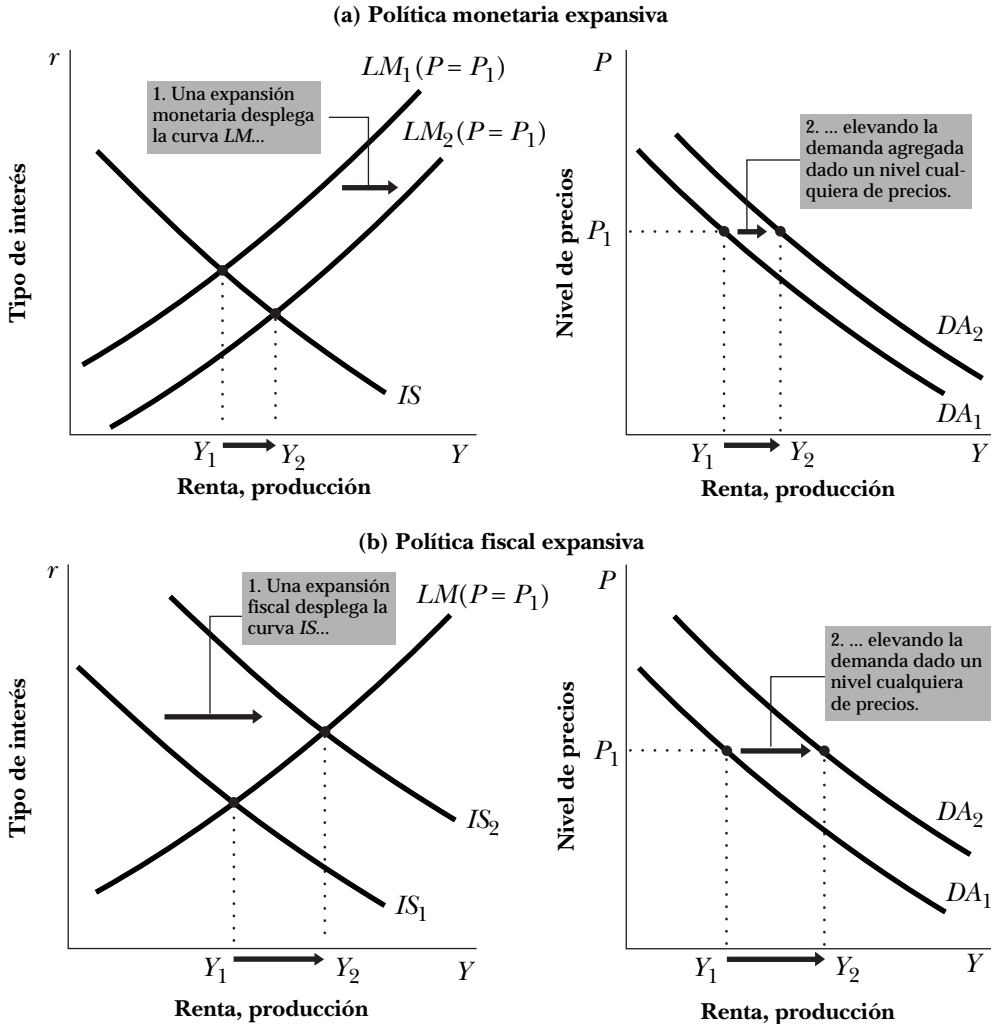 (a) Política monetaria expansiva
r
Tipo de interés
1. Una expansión
monetaria desplega
la curva LM...
LM₁(P = P₁)
LM₂(P = P₁)
IS
Y₁
Y₂
Y
Renta, producción
P
Nivel de precios
P₁
2. ... elevando la
demanda agregada
dado un nivel cual-
quiera de precios.
DA₂
DA₁
Y₁
Y₂
Y
Renta, producción
(b) Política fiscal expansiva
r
Tipo de interés
1. Una expansión
fiscal desplega la
curva IS...
LM(P = P₁)
IS₂
IS₁
Y₁
Y₂
Y
Renta, producción
P
Nivel de precios
P₁
2. ... elevando la
demanda dado un
nivel cualquiera
de precios.
DA₂
DA₁
Y₁
Y₂
Y
Renta, producción